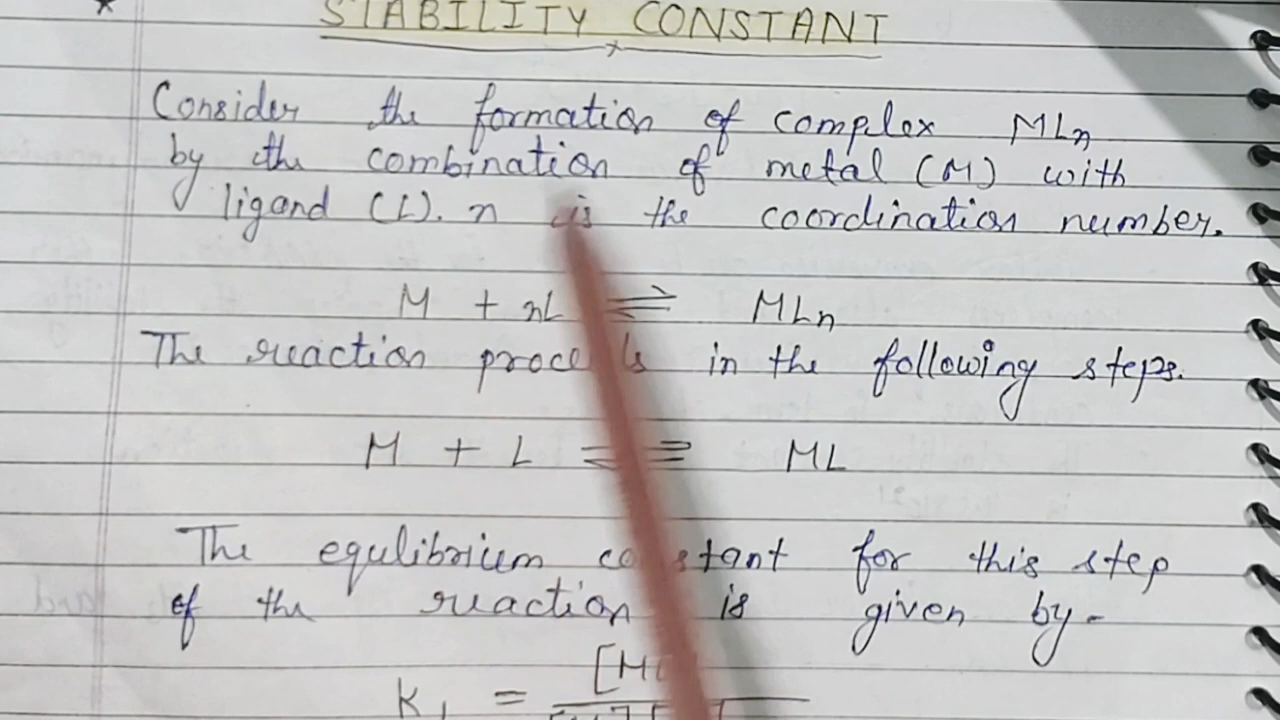 * STABILITY CONSTANT
Consider the formation of complex MLn
by the combination of metal (M) with
ligand (L). n is the coordination number.
M + nL ⇌ MLn
The reaction in the following steps.
M + L ⇌ ML
The equlibrium constant for this step
of the reaction is given by-
K1 =